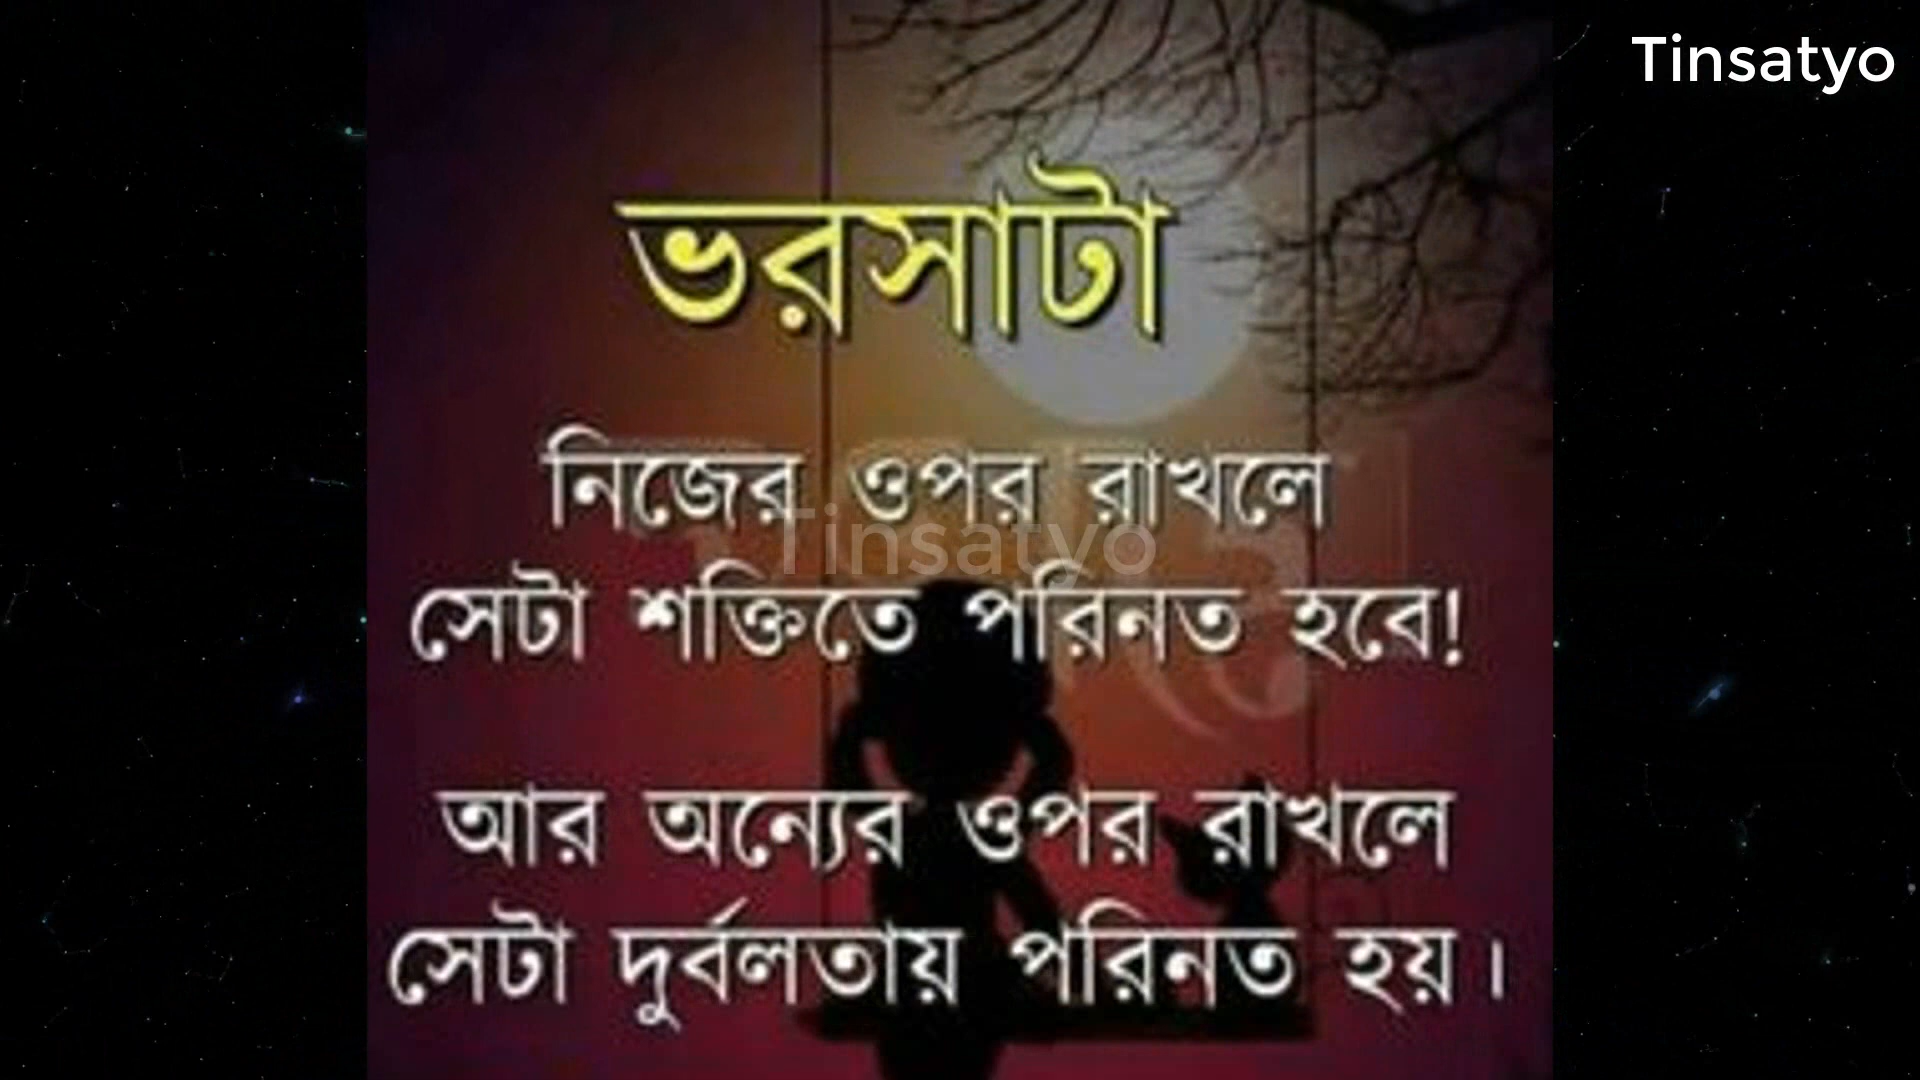 Tinsatyo
ভরসাটা
নিজের ওপর রাখলে
Tinsatyo
সেটা শক্তিতে পরিনত হবে!
আর অন্যের ওপর রাখলে
সেটা দুর্বলতায় পরিনত হয়।